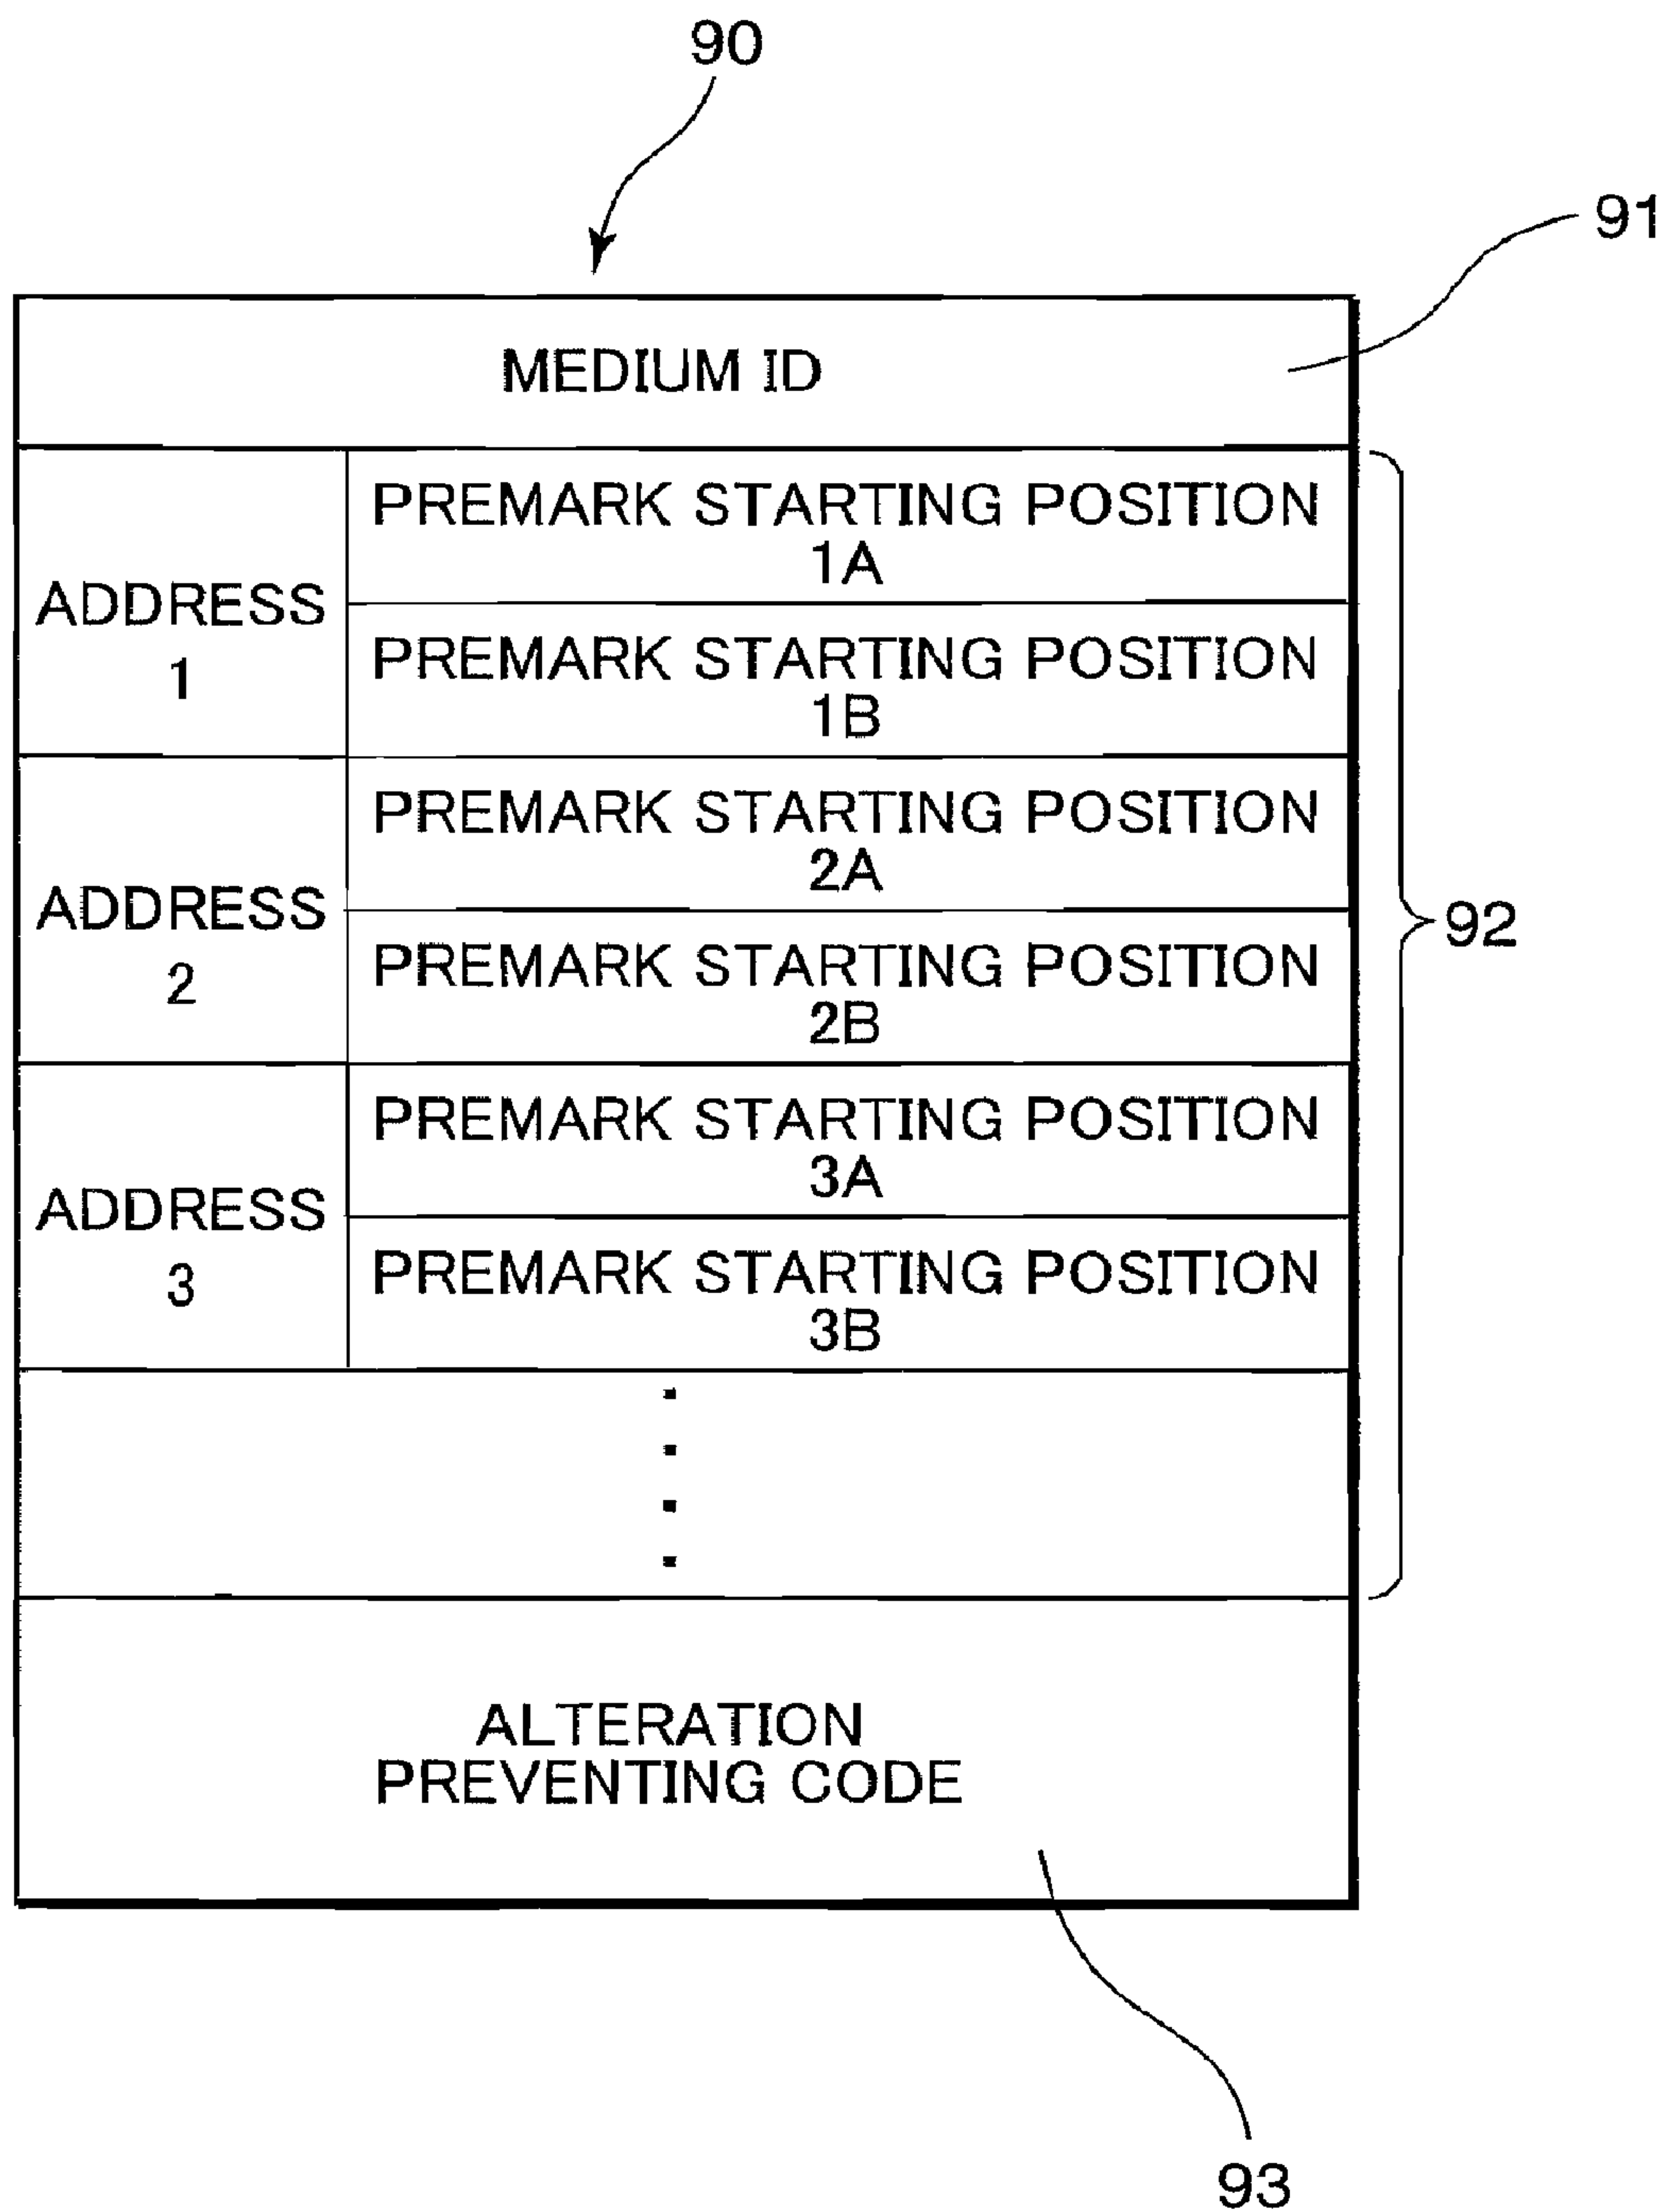 90
91
MEDIUM ID
ADDRESS
1
PREMARK STARTING POSITION
1A
PREMARK STARTING POSITION
1B
ADDRESS
2
PREMARK STARTING POSITION
2A
PREMARK STARTING POSITION
2B
92
ADDRESS
3
PREMARK STARTING POSITION
3A
PREMARK STARTING POSITION
3B
ALTERATION
PREVENTING CODE
93